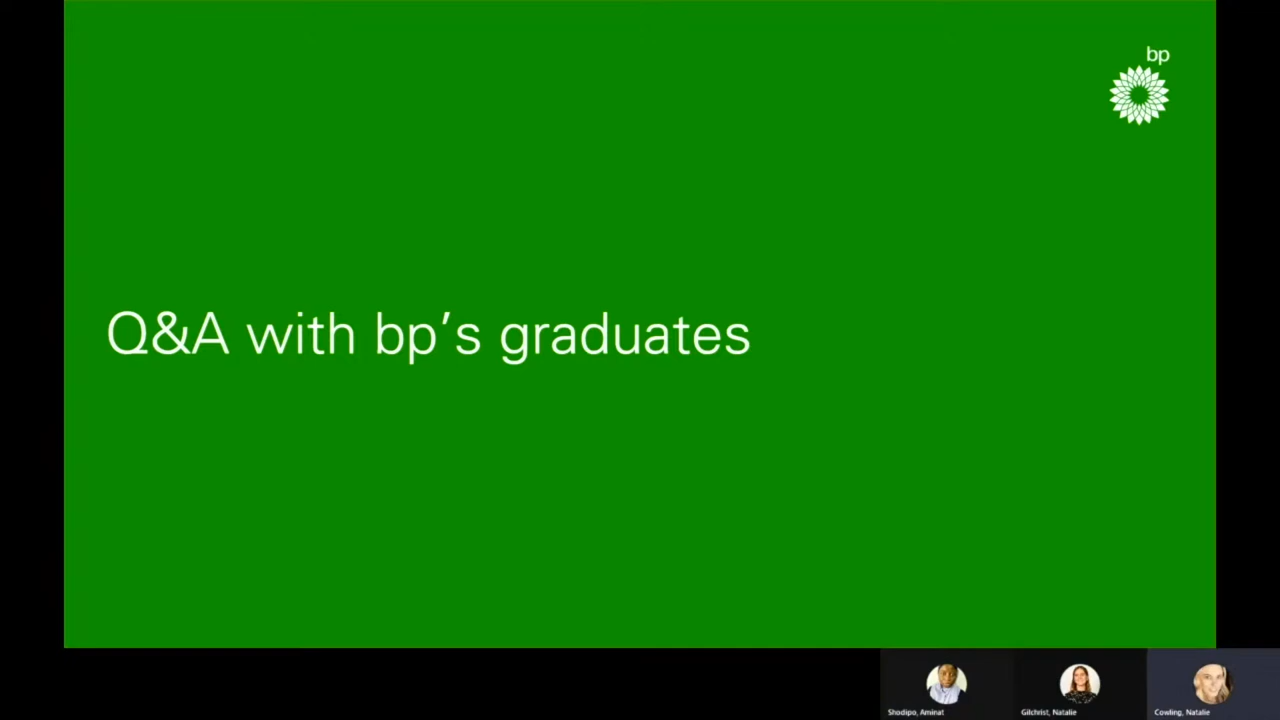 bp
Q&A with bp's graduates
Shodipo, Aminat
Gilchrist, Natalie
Cowling, Natalie